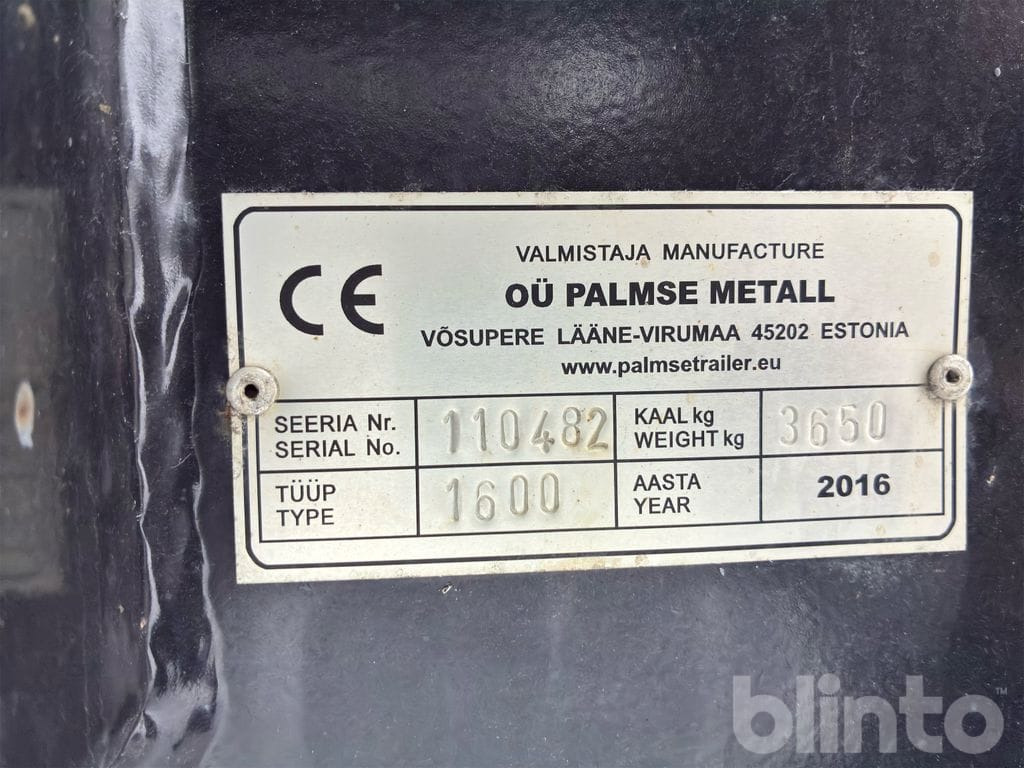 CE
VALMISTAJA MANUFACTURE
OÜ PALMSE METALL
VÕSUPERE LÄÄNE-VIRUMAA 45202 ESTONIA
www.palmsetrailer.eu
SEERIA Nr. 110482 KAAL kg 3650
SERIAL No. WEIGHT kg
TÜÜP 1600 AASTA 2016
TYPE YEAR
blinto™